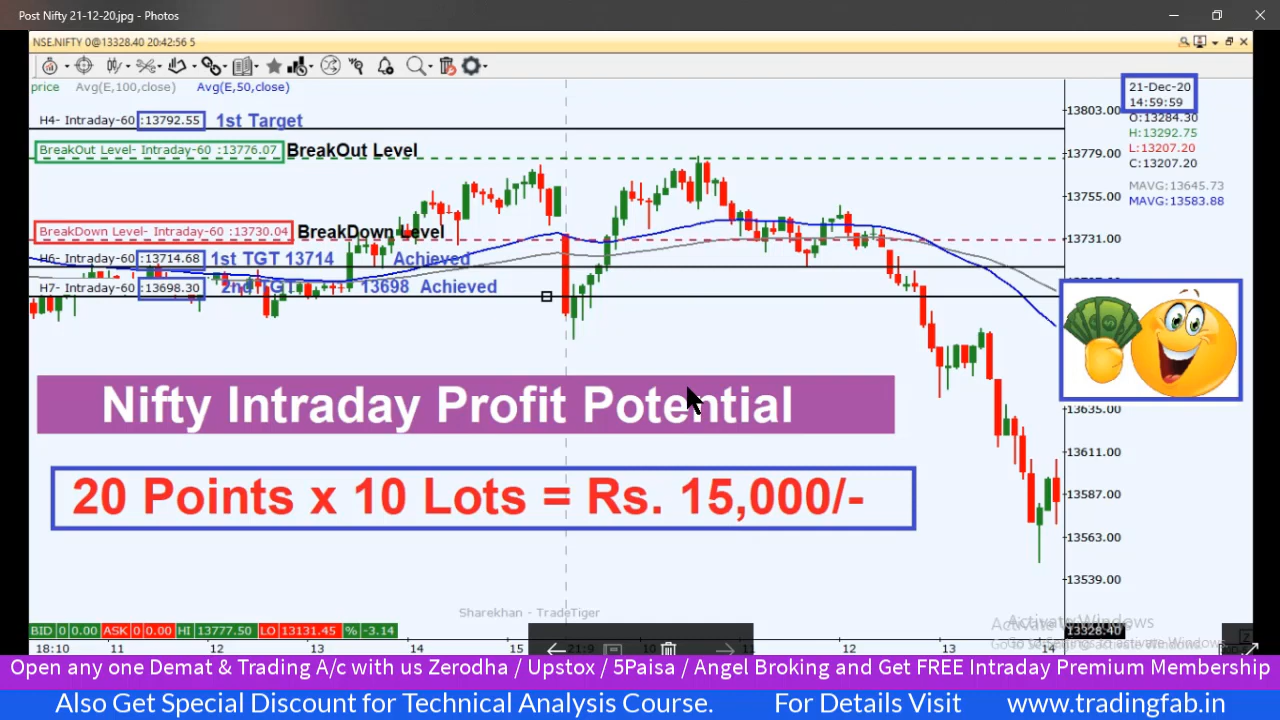 Post Nifty 21-12-20.jpg - Photos
NSE.NIFTY 0@13328.40 20:42:56 5
price Avg(E,100,close) Avg(E,50,close)
21-Dec-20
14:59:59
O:13284.30
H:13292.75
L:13207.20
C:13207.20
MAVG:13645.73
MAVG:13583.88
H4- Intraday-60 :13792.55 1st Target
BreakOut Level- Intraday-60 :13776.07 BreakOut Level
BreakDown Level- Intraday-60 :13730.04 BreakDown Level
H6- Intraday-60 :13714.68 1st TGT 13714 Achieved
H7- Intraday-60 :13698.30 2nd TGT 13698 Achieved
13803.00
13779.00
13755.00
13731.00
13635.00
13611.00
13587.00
13563.00
13539.00
Nifty Intraday Profit Potential
20 Points x 10 Lots = Rs. 15,000/-
Sharekhan - TradeTiger
BID 0 0.00 ASK 0 0.00 HI 13777.50 LO 13131.45 % -3.14
13328.40
Activate Windows
18:10 11 12 13 14 15 21:9 10 11 12 13 14
Open any one Demat & Trading A/c with us Zerodha / Upstox / 5Paisa / Angel Broking and Get FREE Intraday Premium Membership
Also Get Special Discount for Technical Analysis Course. For Details Visit www.tradingfab.in